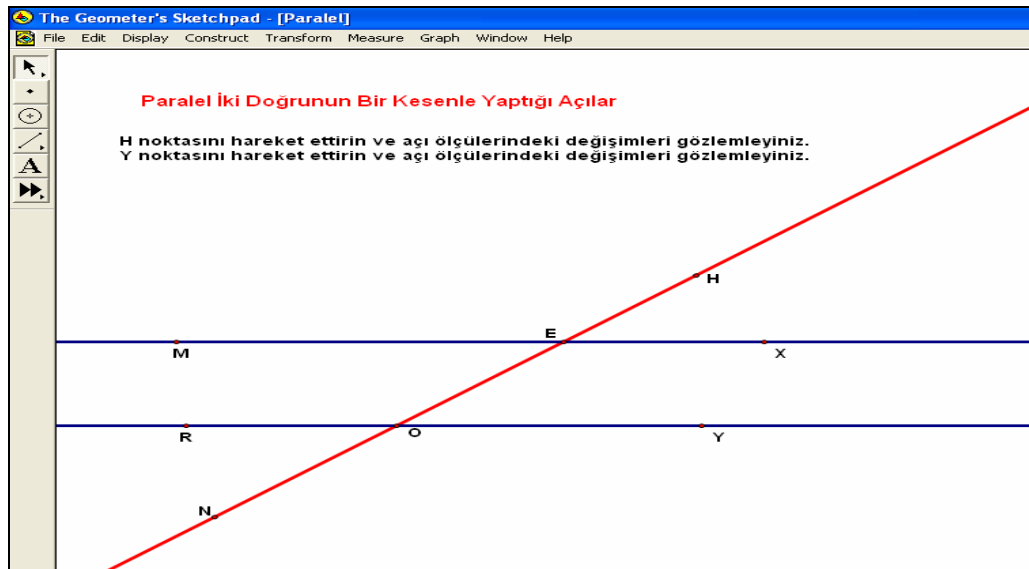 The Geometer's Sketchpad - [Paralel]
File Edit Display Construct Transform Measure Graph Window Help
Paralel İki Doğrunun Bir Kesenle Yaptığı Açılar
H noktasını hareket ettirin ve açı ölçülerindeki değişimleri gözlemleyiniz.
Y noktasını hareket ettirin ve açı ölçülerindeki değişimleri gözlemleyiniz.
A
H
E
M X
R O Y
N